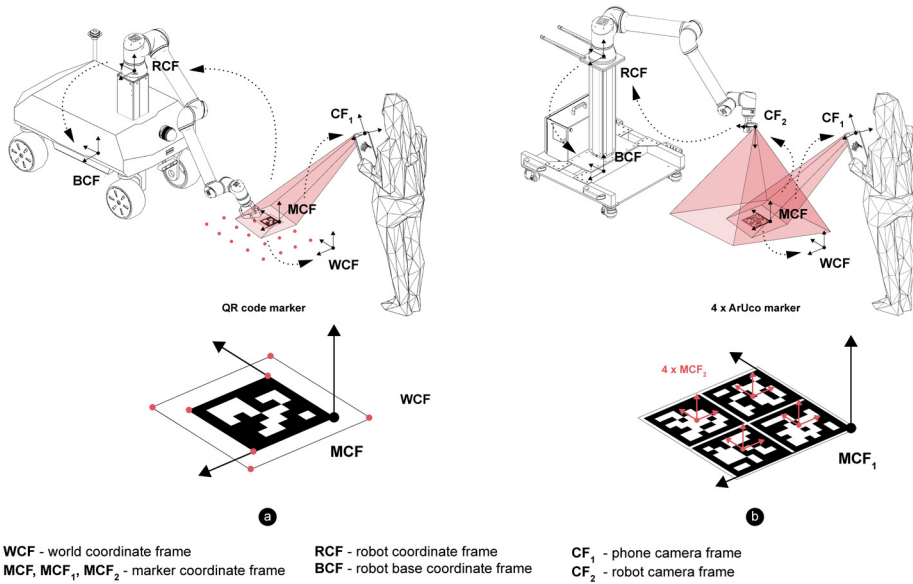 RCF
CF₁
BCF
MCF
WCF
QR code marker
WCF
MCF
a
RCF
CF₂
CF₁
BCF
MCF
WCF
4 x ArUco marker
4 x MCF₂
MCF₁
b
WCF - world coordinate frame
MCF, MCF₁, MCF₂ - marker coordinate frame
RCF - robot coordinate frame
BCF - robot base coordinate frame
CF₁ - phone camera frame
CF₂ - robot camera frame